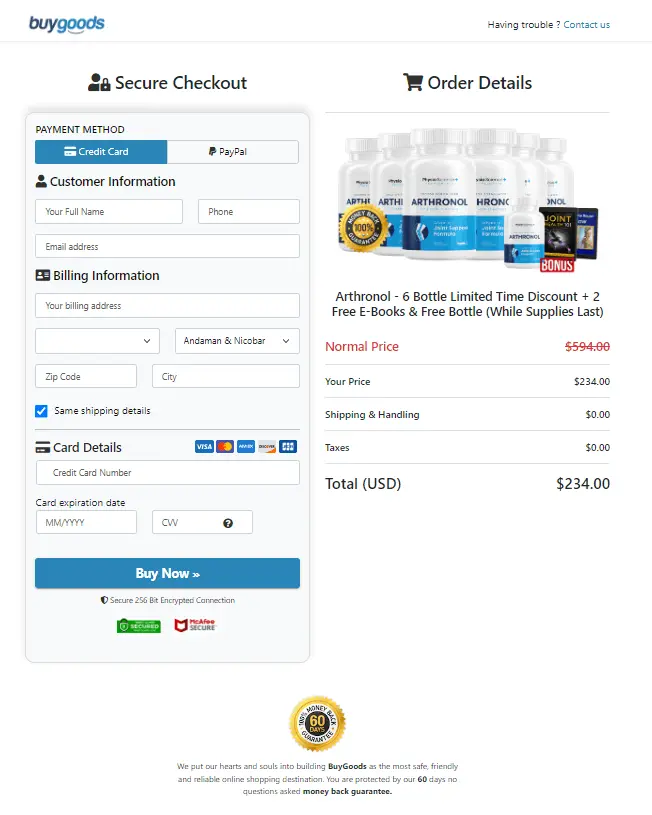 buygoods
Having trouble ? Contact us
Secure Checkout
PAYMENT METHOD
Credit Card
PayPal
Customer Information
Your Full Name
Phone
Email address
Billing Information
Your billing address
Andaman & Nicobar
Zip Code
City
Same shipping details
Card Details
VISA
DISCOVER
JCB
Credit Card Number
Card expiration date
MM/YYYY
CVV
Buy Now »
Secure 256 Bit Encrypted Connection
SECURED
McAfee
SECURE
Order Details
ARTHRONOL
Joint Support
Formula
MONEY BACK
100%
GUARANTEE
ARTHRONOL
JOINT
BONUS
Arthronol - 6 Bottle Limited Time Discount + 2
Free E-Books & Free Bottle (While Supplies Last)
Normal Price $594.00
Your Price $234.00
Shipping & Handling $0.00
Taxes $0.00
Total (USD) $234.00
100% MONEY BACK
60
DAYS
GUARANTEE
We put our hearts and souls into building BuyGoods as the most safe, friendly
and reliable online shopping destination. You are protected by our 60 days no
questions asked money back guarantee.